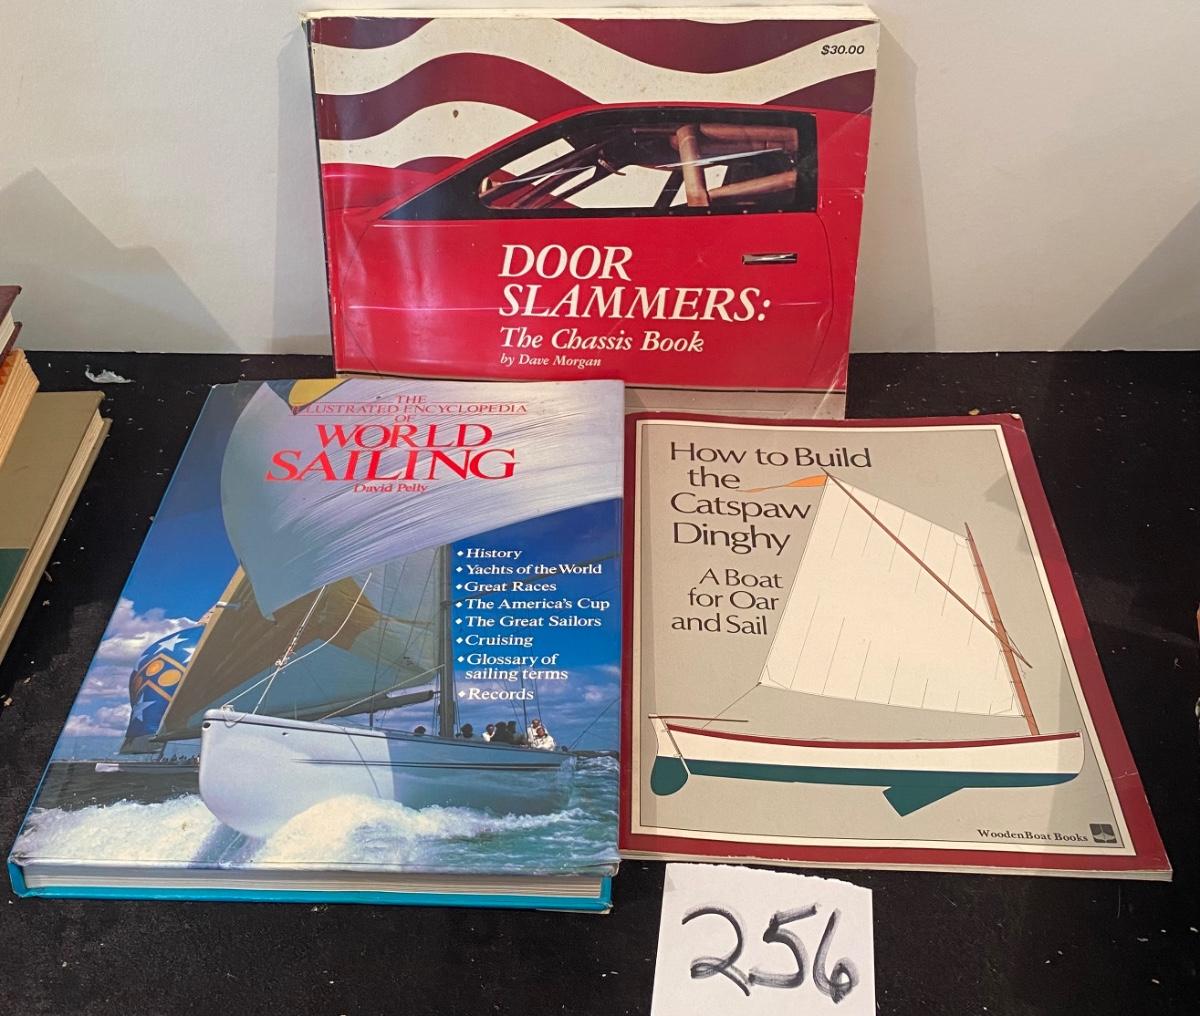 $30.00
DOOR
SLAMMERS:
The Chassis Book
by Dave Morgan
THE
ILLUSTRATED ENCYCLOPEDIA
OF
WORLD
SAILING
David Pelly
• History
• Yachts of the World
• Great Races
• The America's Cup
• The Great Sailors
• Cruising
• Glossary of
sailing terms
• Records
How to Build
the
Catspaw
Dinghy
A Boat
for Oar
and Sail
WoodenBoat Books
256